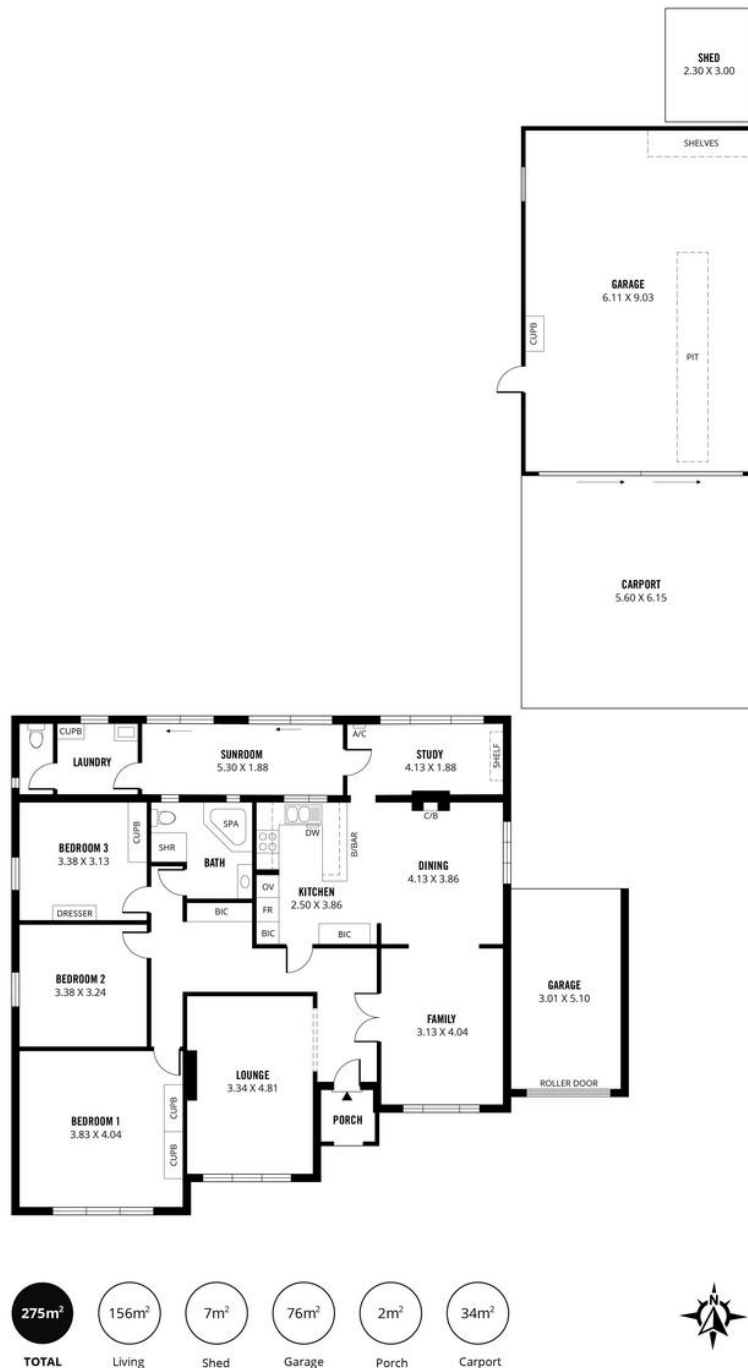 SHED
2.30 X 3.00
SHELVES
GARAGE
6.11 X 9.03
CUPB
PIT
CARPORT
5.60 X 6.15
CUPB
LAUNDRY
SUNROOM
5.30 X 1.88
A/C
STUDY
4.13 X 1.88
SHELF
BEDROOM 3
3.38 X 3.13
CUPB
DRESSER
SHR
SPA
BATH
DW
B/BAR
C/B
DINING
4.13 X 3.86
KITCHEN
2.50 X 3.86
OV
FR
BIC
BIC
BIC
BEDROOM 2
3.38 X 3.24
GARAGE
3.01 X 5.10
ROLLER DOOR
FAMILY
3.13 X 4.04
LOUNGE
3.34 X 4.81
BEDROOM 1
3.83 X 4.04
CUPB
CUPB
PORCH
275m²
TOTAL
156m²
Living
7m²
Shed
76m²
Garage
2m²
Porch
34m²
Carport
N